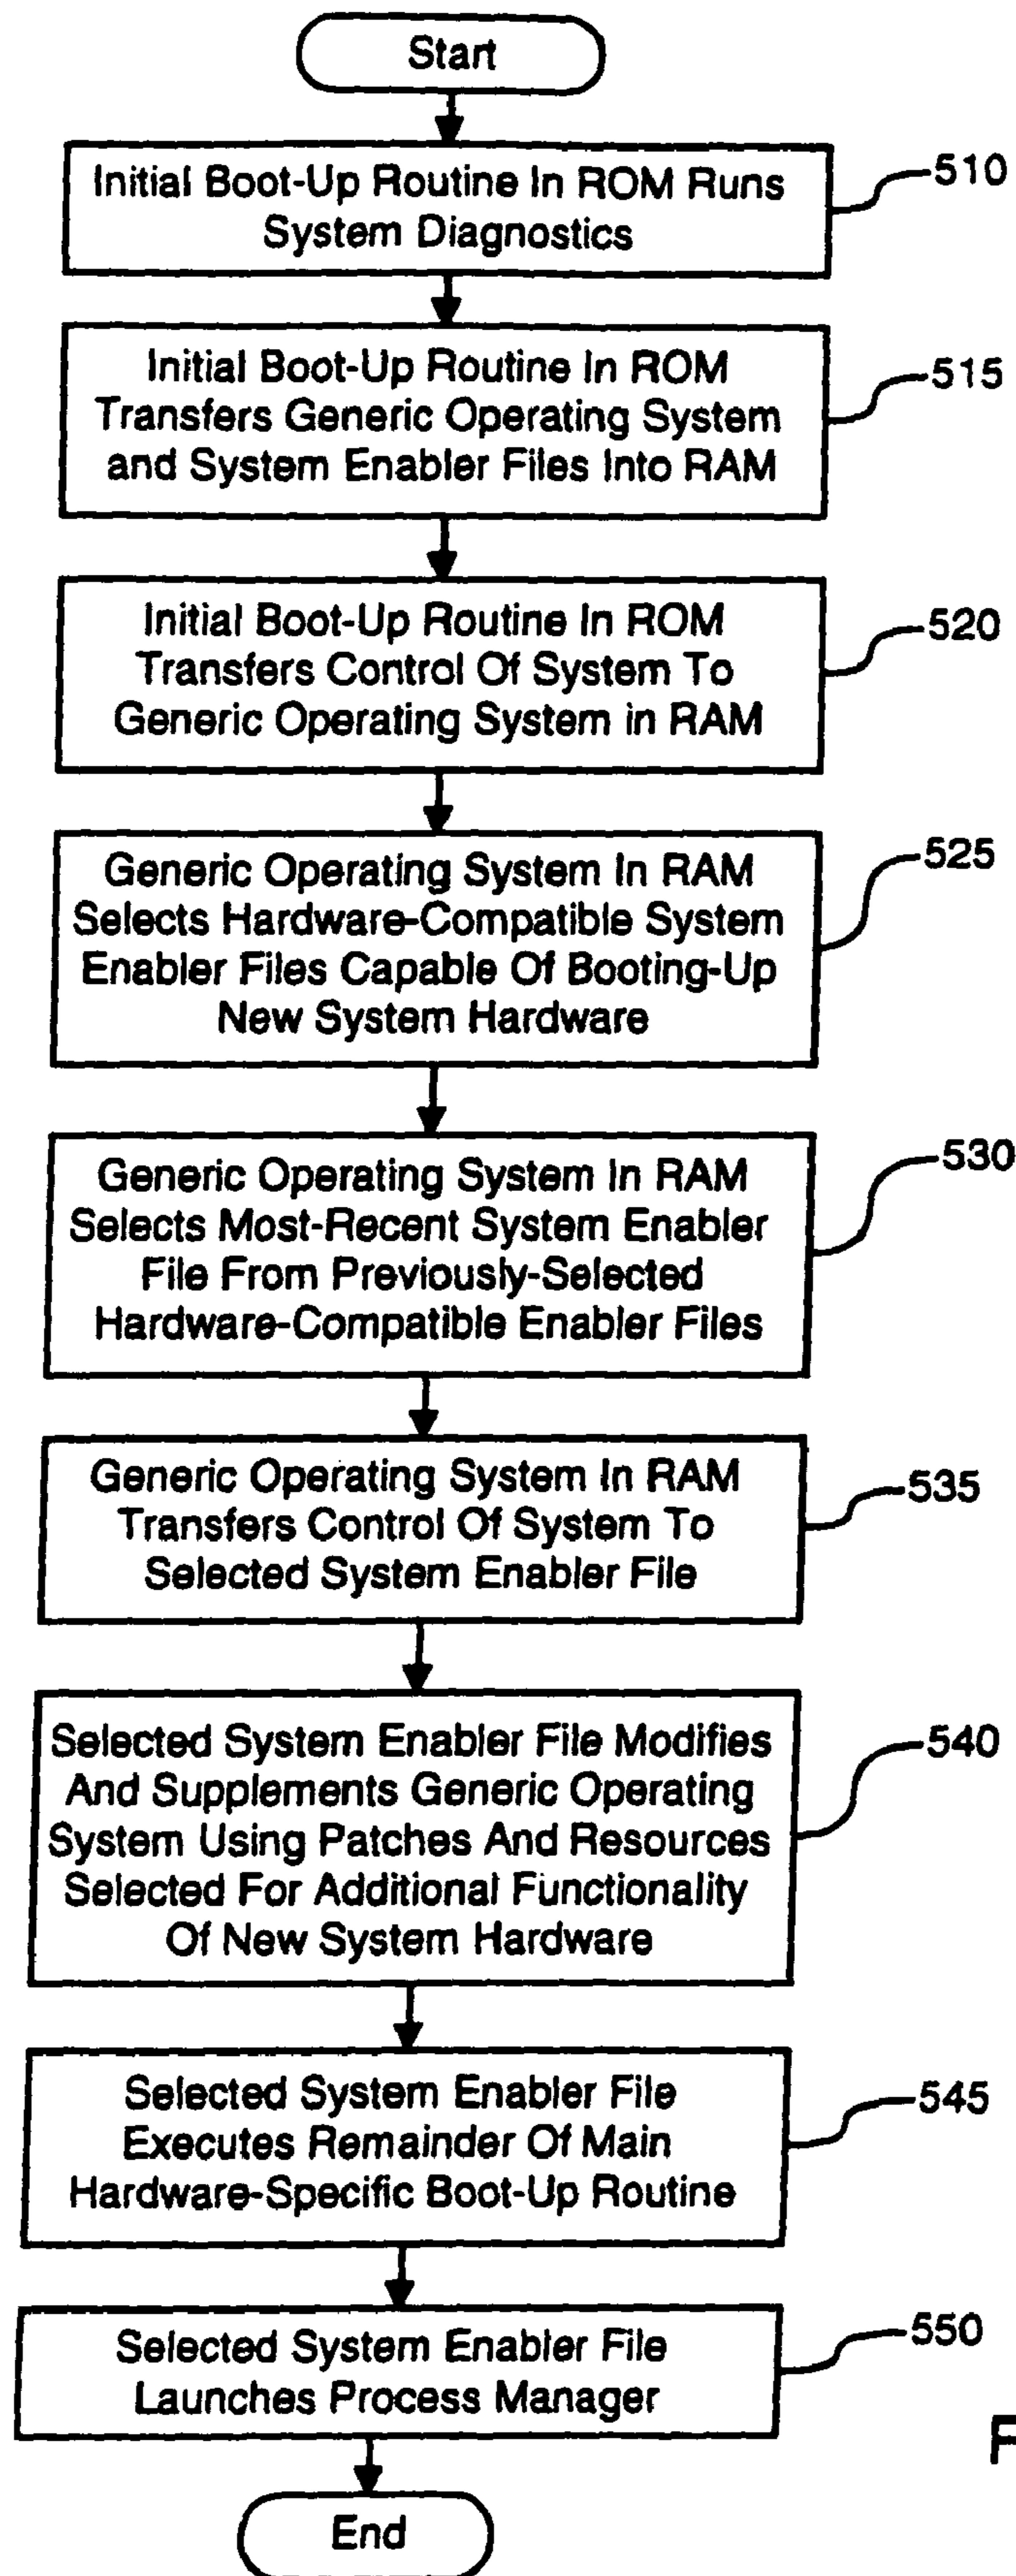 Start
Initial Boot-Up Routine In ROM Runs
System Diagnostics
510
Initial Boot-Up Routine In ROM
Transfers Generic Operating System
and System Enabler Files Into RAM
515
Initial Boot-Up Routine In ROM
Transfers Control Of System To
Generic Operating System in RAM
520
Generic Operating System In RAM
Selects Hardware-Compatible System
Enabler Files Capable Of Booting-Up
New System Hardware
525
Generic Operating System In RAM
Selects Most-Recent System Enabler
File From Previously-Selected
Hardware-Compatible Enabler Files
530
Generic Operating System In RAM
Transfers Control Of System To
Selected System Enabler File
535
Selected System Enabler File Modifies
And Supplements Generic Operating
System Using Patches And Resources
Selected For Additional Functionality
Of New System Hardware
540
Selected System Enabler File
Executes Remainder Of Main
Hardware-Specific Boot-Up Routine
545
Selected System Enabler File
Launches Process Manager
550
End